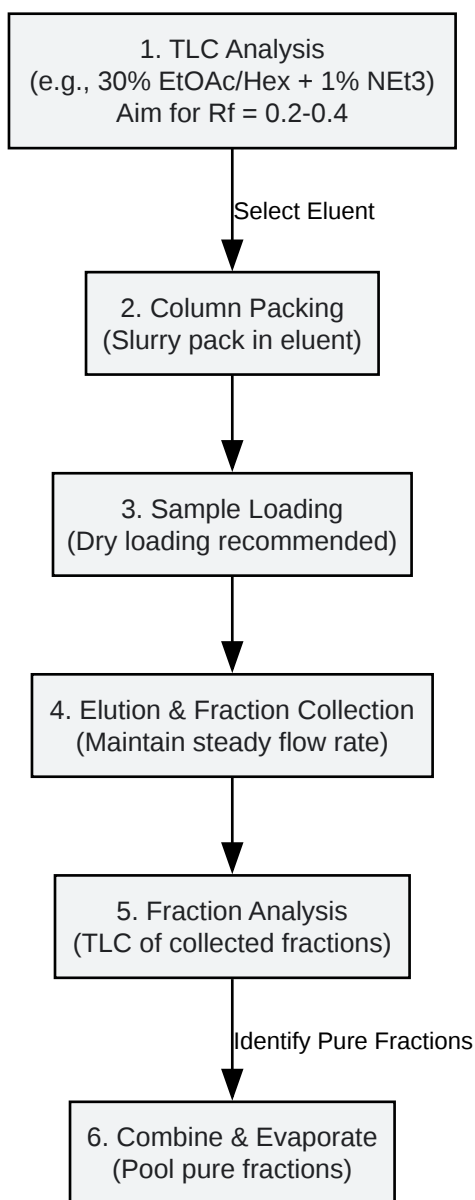 1. TLC Analysis
(e.g., 30% EtOAc/Hex + 1% NEt3)
Aim for Rf = 0.2-0.4
Select Eluent
2. Column Packing
(Slurry pack in eluent)
3. Sample Loading
(Dry loading recommended)
4. Elution & Fraction Collection
(Maintain steady flow rate)
5. Fraction Analysis
(TLC of collected fractions)
Identify Pure Fractions
6. Combine & Evaporate
(Pool pure fractions)